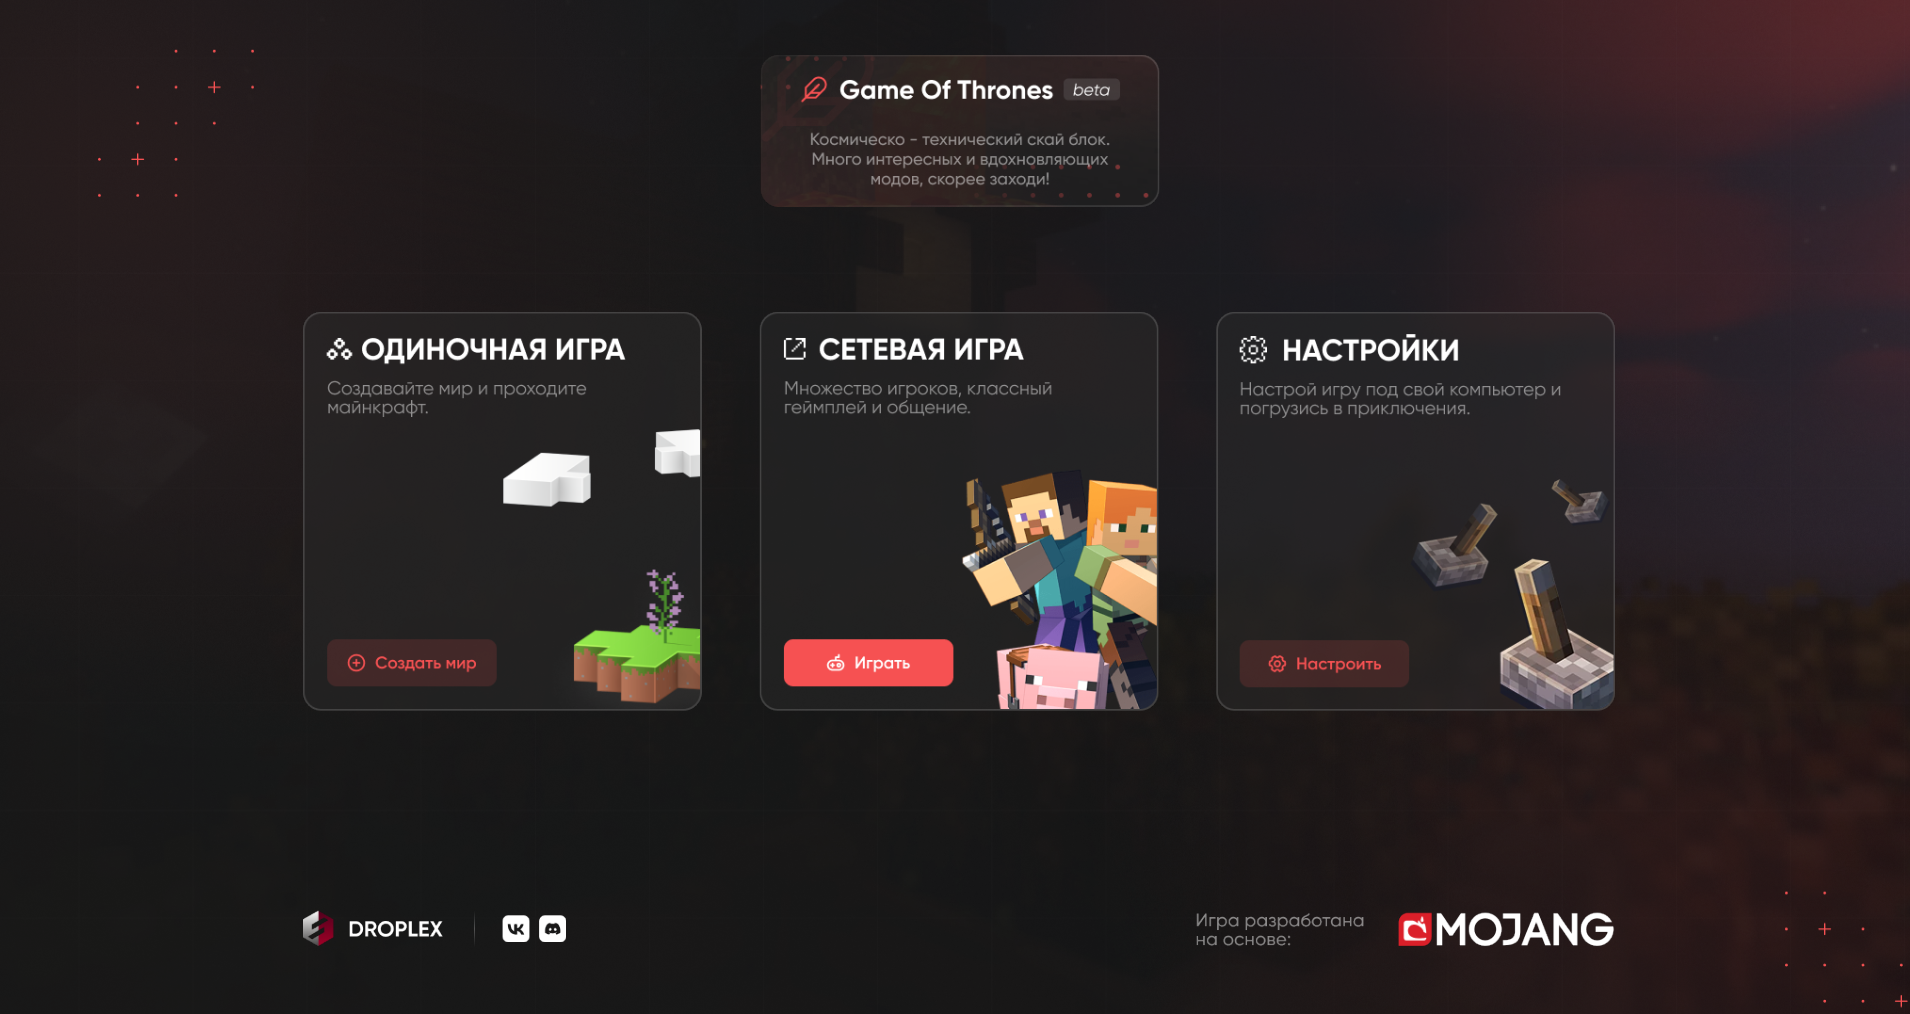 Game Of Thrones beta
Космическо - технический скай блок.
Много интересных и вдохновляющих
модов, скорее заходи!
ОДИНОЧНАЯ ИГРА
Создавайте мир и проходите
майнкрафт.
Создать мир
СЕТЕВАЯ ИГРА
Множество игроков, классный
геймплей и общение.
Играть
НАСТРОЙКИ
Настрой игру под свой компьютер и
погрузись в приключения.
Настроить
DROPLEX
Игра разработана
на основе:
MOJANG